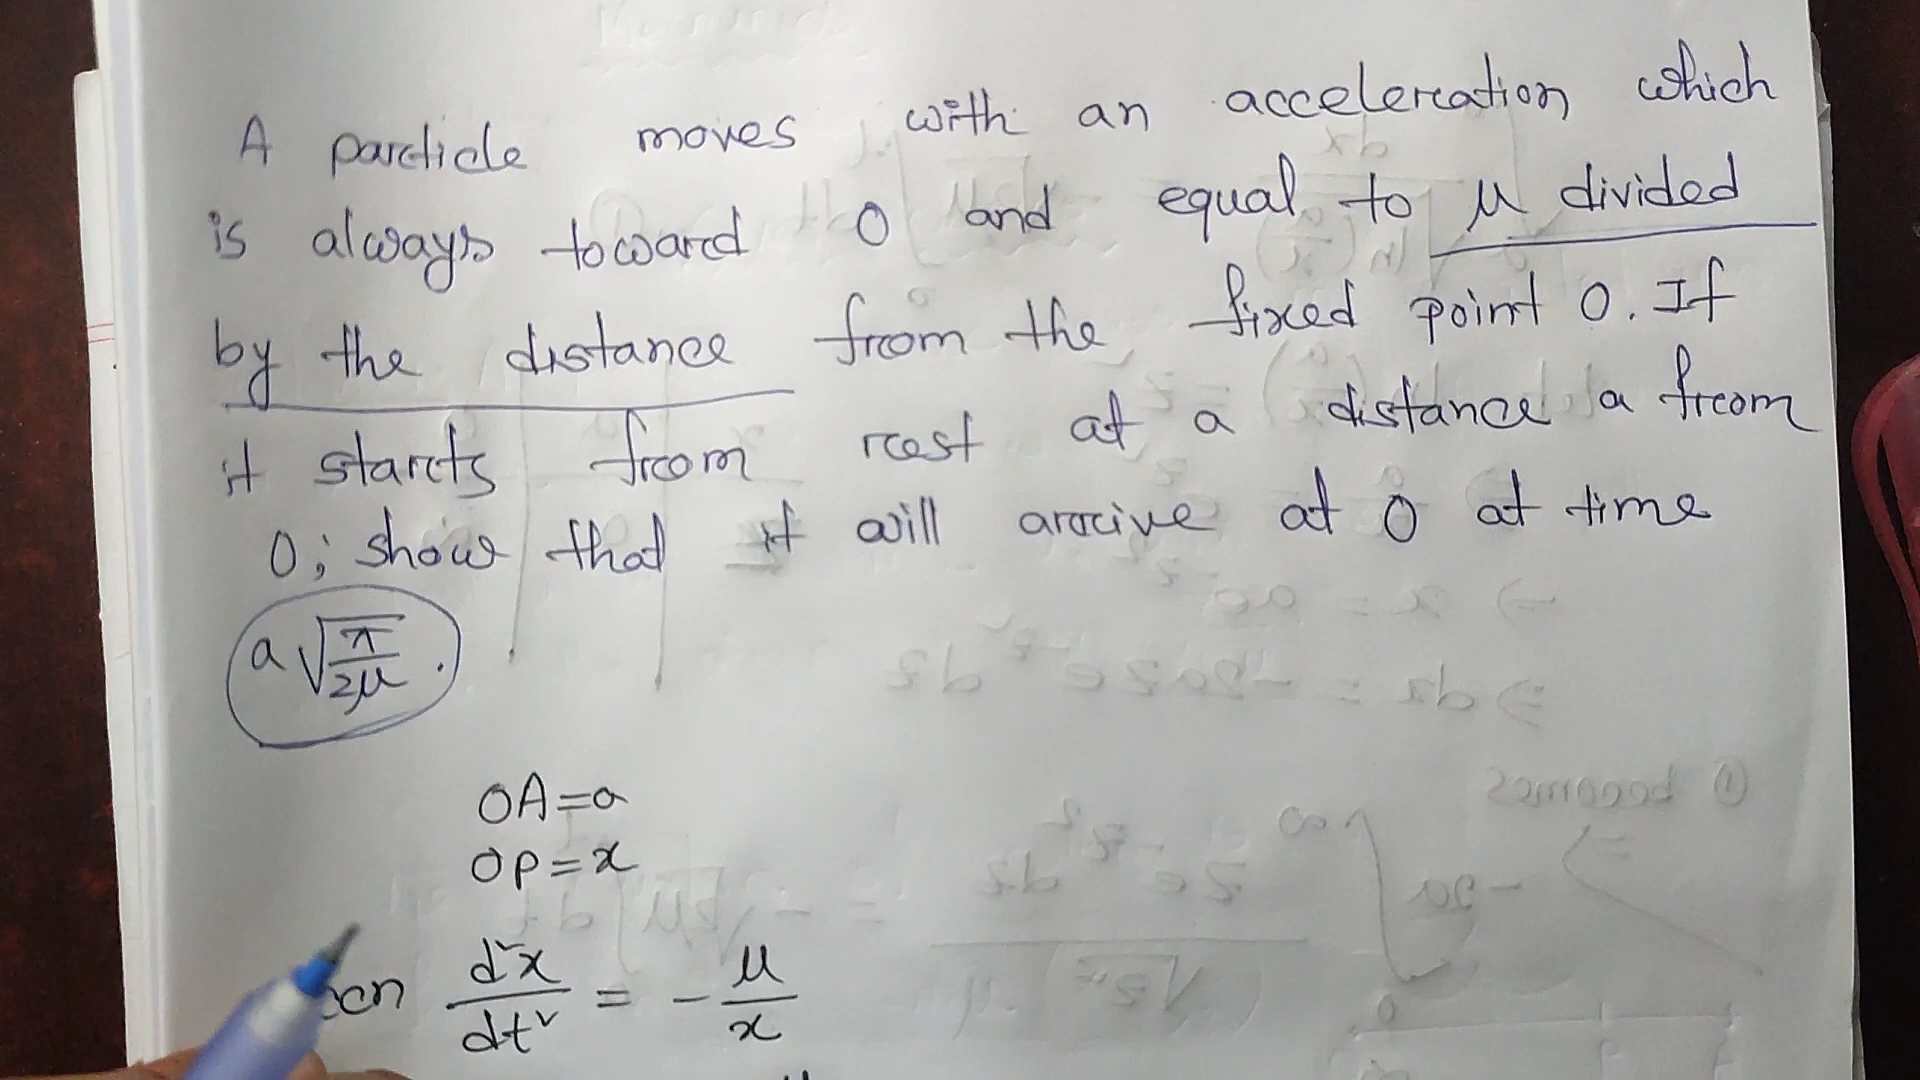 A particle moves with an acceleration which
is always toward O and equal to μ divided
by the distance from the fixed point O. If
it starts from rest at a distance a from
O; show that it will arrive at O at time
a√(π/2μ).
OA=a
OP=x
d²x/dt² = -μ/x